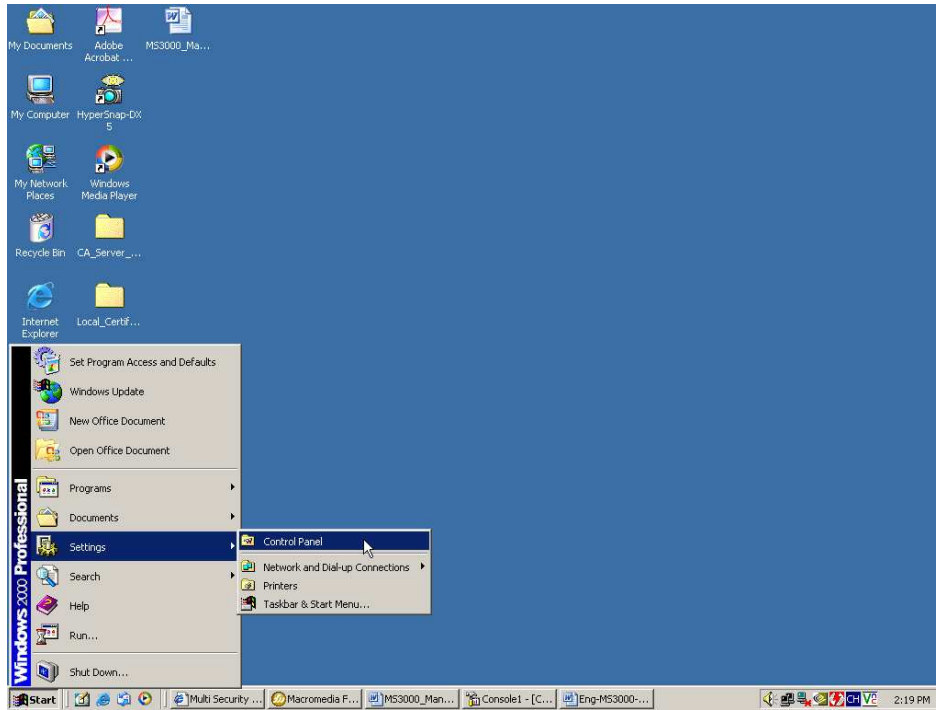 My Documents
Adobe
Acrobat ...
MS3000_Ma...
My Computer
HyperSnap-DX
5
My Network
Places
Windows
Media Player
Recycle Bin
CA_Server_...
Internet
Explorer
Local_Certif...
Windows 2000 Professional
Set Program Access and Defaults
Windows Update
New Office Document
Open Office Document
Programs
Documents
Settings
Search
Help
Run...
Shut Down...
Control Panel
Network and Dial-up Connections
Printers
Taskbar & Start Menu...
Start
Multi Security ...
Macromedia F...
MS3000_Man...
Console1 - [C...
Eng-MS3000-...
CH
2:19 PM